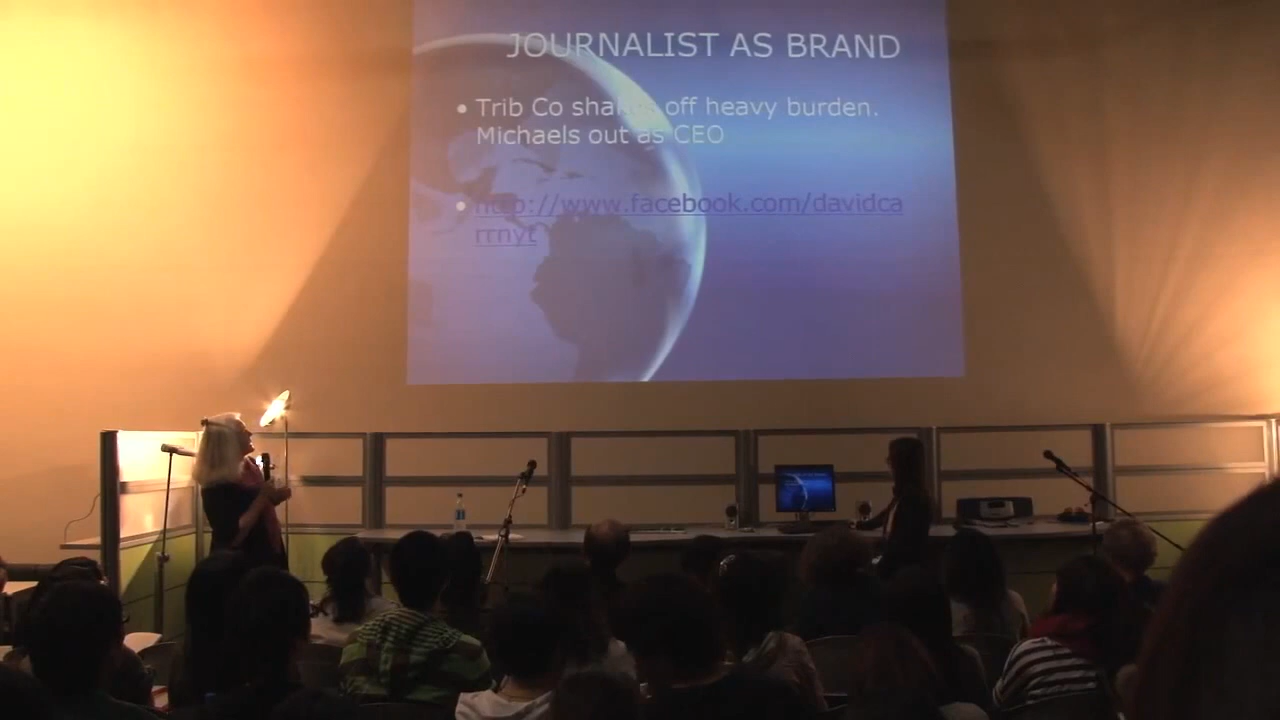 JOURNALIST AS BRAND
• Trib Co shakes off heavy burden.
Michaels out as CEO
• http://www.facebook.com/davidca
rrnyt